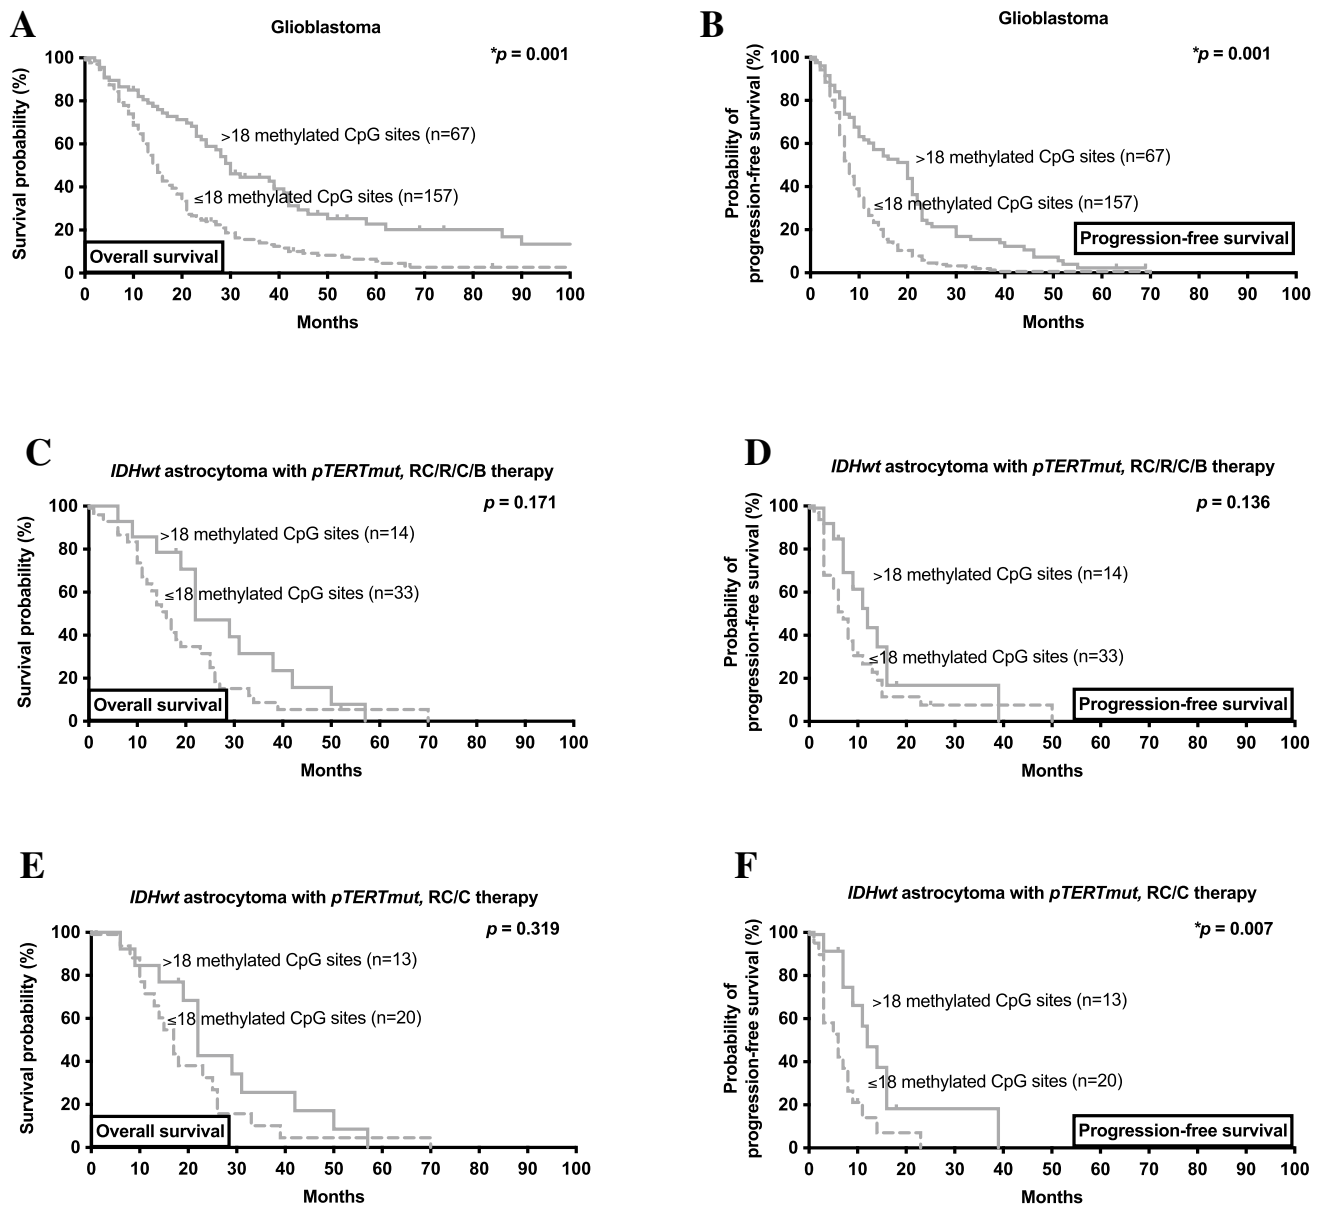 A
Glioblastoma
*p = 0.001
Survival probability (%)
100
80
60
40
20
0
>18 methylated CpG sites (n=67)
≤18 methylated CpG sites (n=157)
Overall survival
0 10 20 30 40 50 60 70 80 90 100
Months
B
Glioblastoma
*p = 0.001
Probability of
progression-free survival (%)
100
80
60
40
20
0
>18 methylated CpG sites (n=67)
≤18 methylated CpG sites (n=157)
Progression-free survival
0 10 20 30 40 50 60 70 80 90 100
Months
C
IDHwt astrocytoma with pTERTmut, RC/R/C/B therapy
p = 0.171
Survival probability (%)
100
80
60
40
20
0
>18 methylated CpG sites (n=14)
≤18 methylated CpG sites (n=33)
Overall survival
0 10 20 30 40 50 60 70 80 90 100
Months
D
IDHwt astrocytoma with pTERTmut, RC/R/C/B therapy
p = 0.136
Probability of
progression-free survival (%)
100
80
60
40
20
0
>18 methylated CpG sites (n=14)
≤18 methylated CpG sites (n=33)
Progression-free survival
0 10 20 30 40 50 60 70 80 90 100
Months
E
IDHwt astrocytoma with pTERTmut, RC/C therapy
p = 0.319
Survival probability (%)
100
80
60
40
20
0
>18 methylated CpG sites (n=13)
≤18 methylated CpG sites (n=20)
Overall survival
0 10 20 30 40 50 60 70 80 90 100
Months
F
IDHwt astrocytoma with pTERTmut, RC/C therapy
*p = 0.007
Probability of
progression-free survival (%)
100
80
60
40
20
0
>18 methylated CpG sites (n=13)
≤18 methylated CpG sites (n=20)
Progression-free survival
0 10 20 30 40 50 60 70 80 90 100
Months